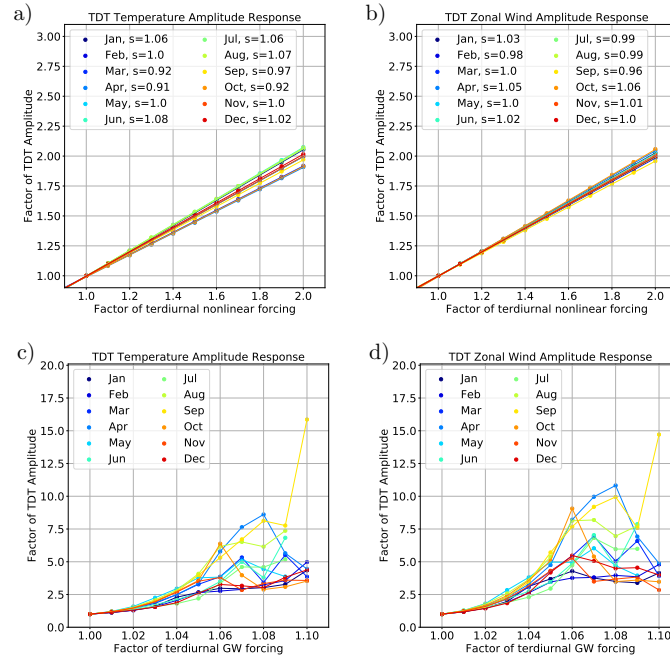 a)
TDT Temperature Amplitude Response
3.00
2.75
2.50
2.25
2.00
1.75
1.50
1.25
1.00
Factor of TDT Amplitude
Jan, s=1.06
Feb, s=1.0
Mar, s=0.92
Apr, s=0.91
May, s=1.0
Jun, s=1.08
Jul, s=1.06
Aug, s=1.07
Sep, s=0.97
Oct, s=0.92
Nov, s=1.0
Dec, s=1.02
1.0 1.2 1.4 1.6 1.8 2.0
Factor of terdiurnal nonlinear forcing
b)
TDT Zonal Wind Amplitude Response
3.00
2.75
2.50
2.25
2.00
1.75
1.50
1.25
1.00
Factor of TDT Amplitude
Jan, s=1.03
Feb, s=0.98
Mar, s=1.0
Apr, s=1.05
May, s=1.0
Jun, s=1.02
Jul, s=0.99
Aug, s=0.99
Sep, s=0.96
Oct, s=1.06
Nov, s=1.01
Dec, s=1.0
1.0 1.2 1.4 1.6 1.8 2.0
Factor of terdiurnal nonlinear forcing
c)
TDT Temperature Amplitude Response
20.0
17.5
15.0
12.5
10.0
7.5
5.0
2.5
0.0
Factor of TDT Amplitude
Jan
Feb
Mar
Apr
May
Jun
Jul
Aug
Sep
Oct
Nov
Dec
1.00 1.02 1.04 1.06 1.08 1.10
Factor of terdiurnal GW forcing
d)
TDT Zonal Wind Amplitude Response
20.0
17.5
15.0
12.5
10.0
7.5
5.0
2.5
0.0
Factor of TDT Amplitude
Jan
Feb
Mar
Apr
May
Jun
Jul
Aug
Sep
Oct
Nov
Dec
1.00 1.02 1.04 1.06 1.08 1.10
Factor of terdiurnal GW forcing